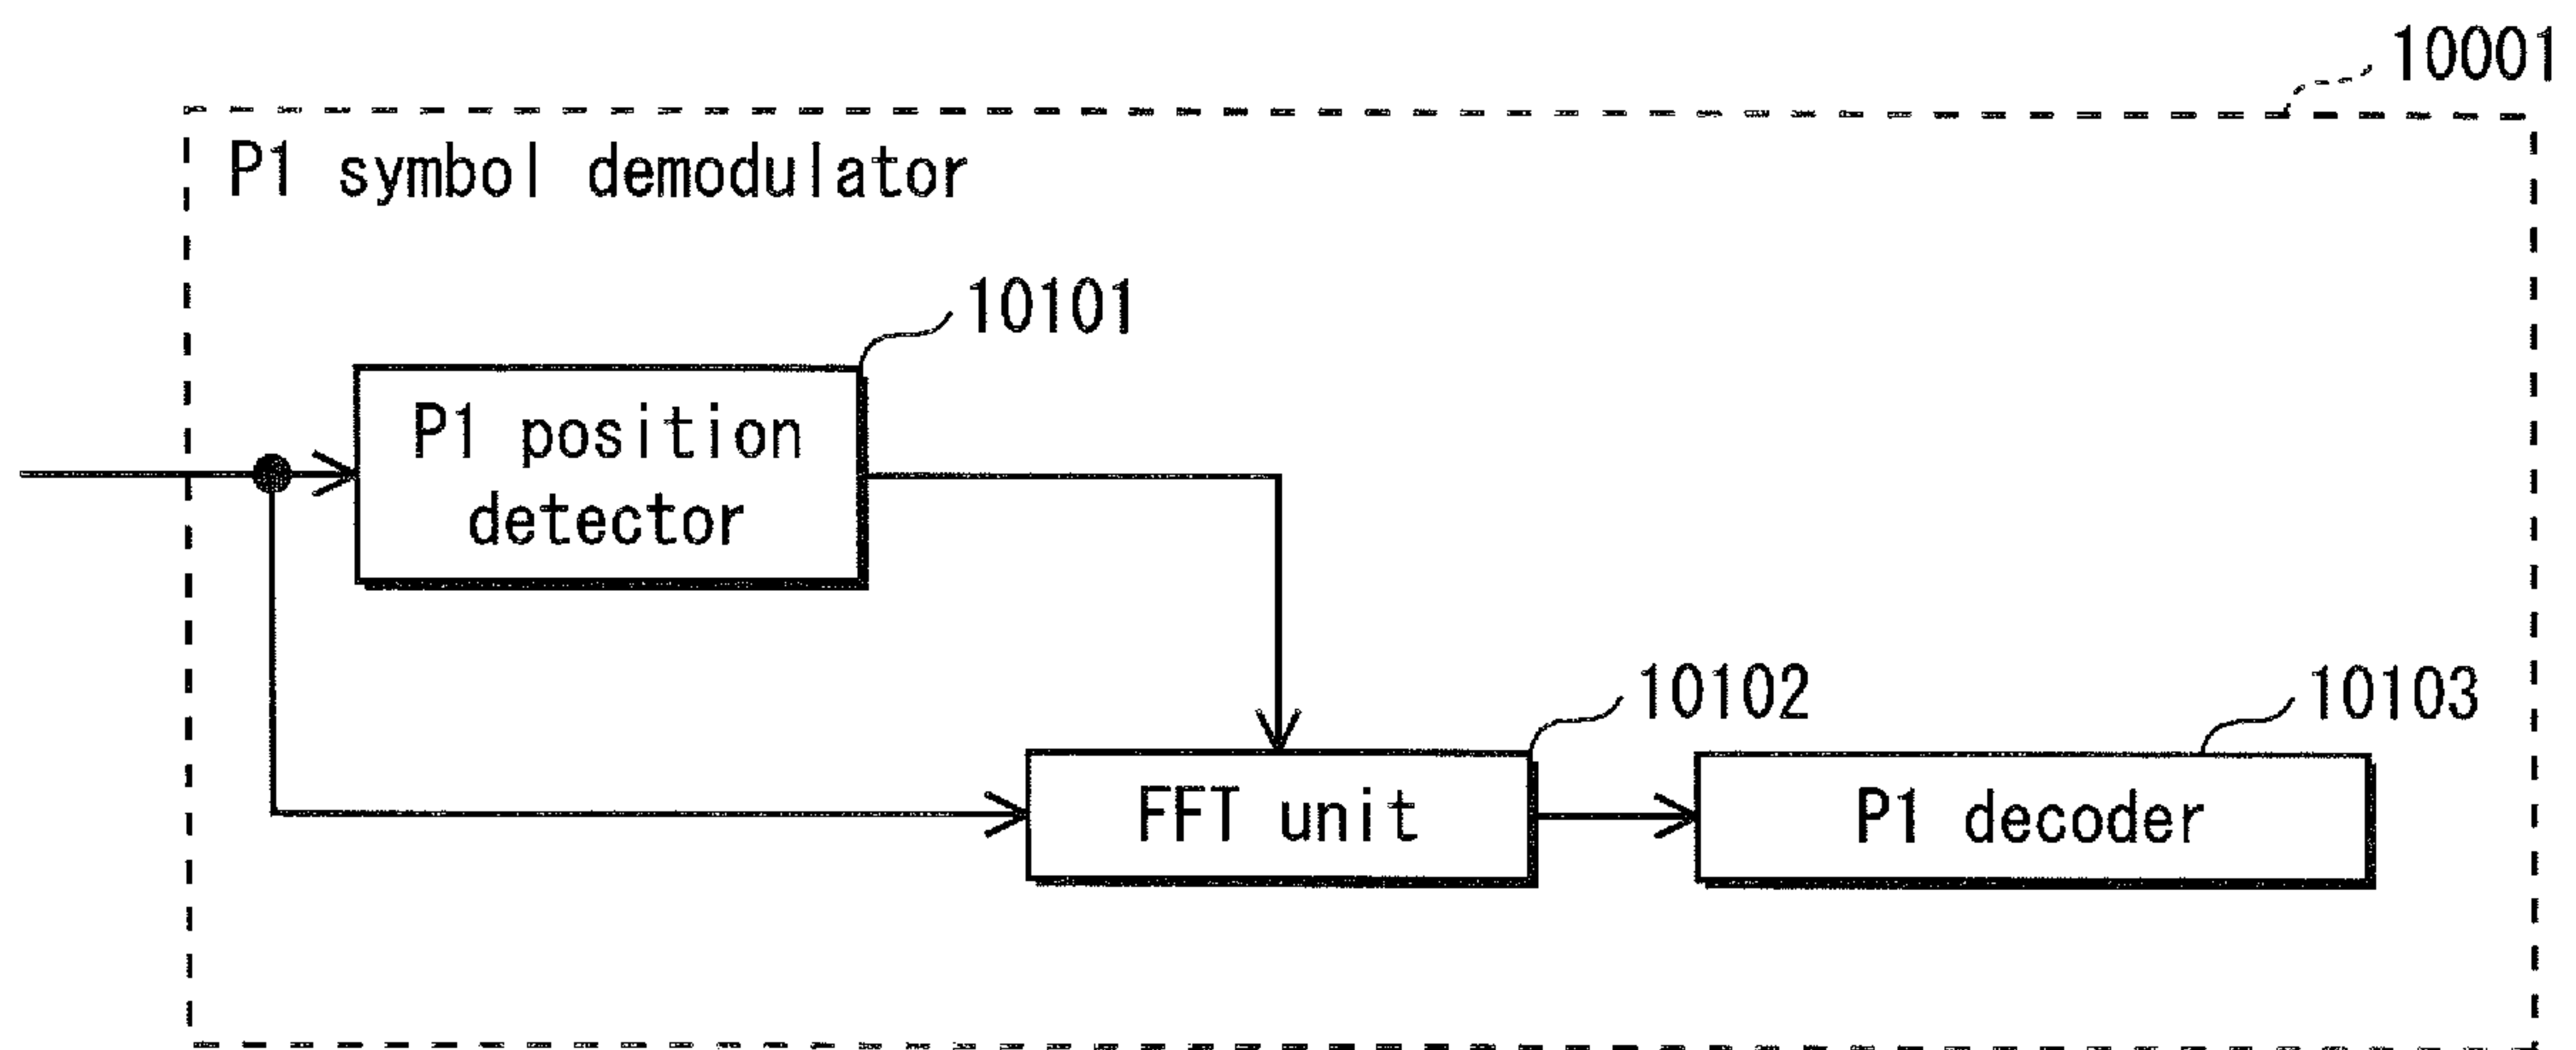 10001
P1 symbol demodulator
10101
P1 position
detector
10102
10103
FFT unit
P1 decoder